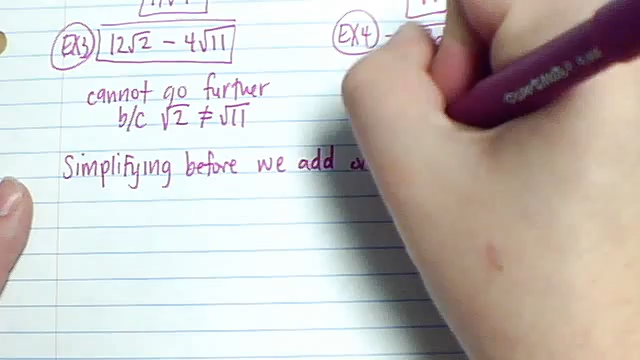 EX3 12√2 - 4√11
EX4 -
cannot go further
b/c √2 ≠ √11
Simplifying before we add